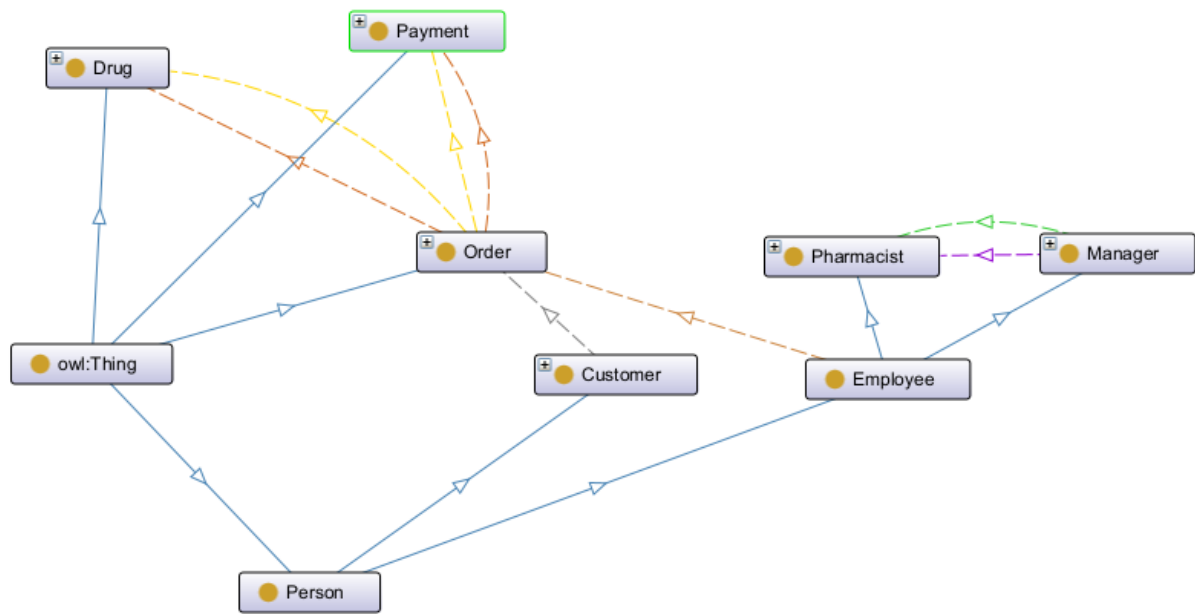 Payment
Drug
Order
Pharmacist
Manager
owl:Thing
Customer
Employee
Person